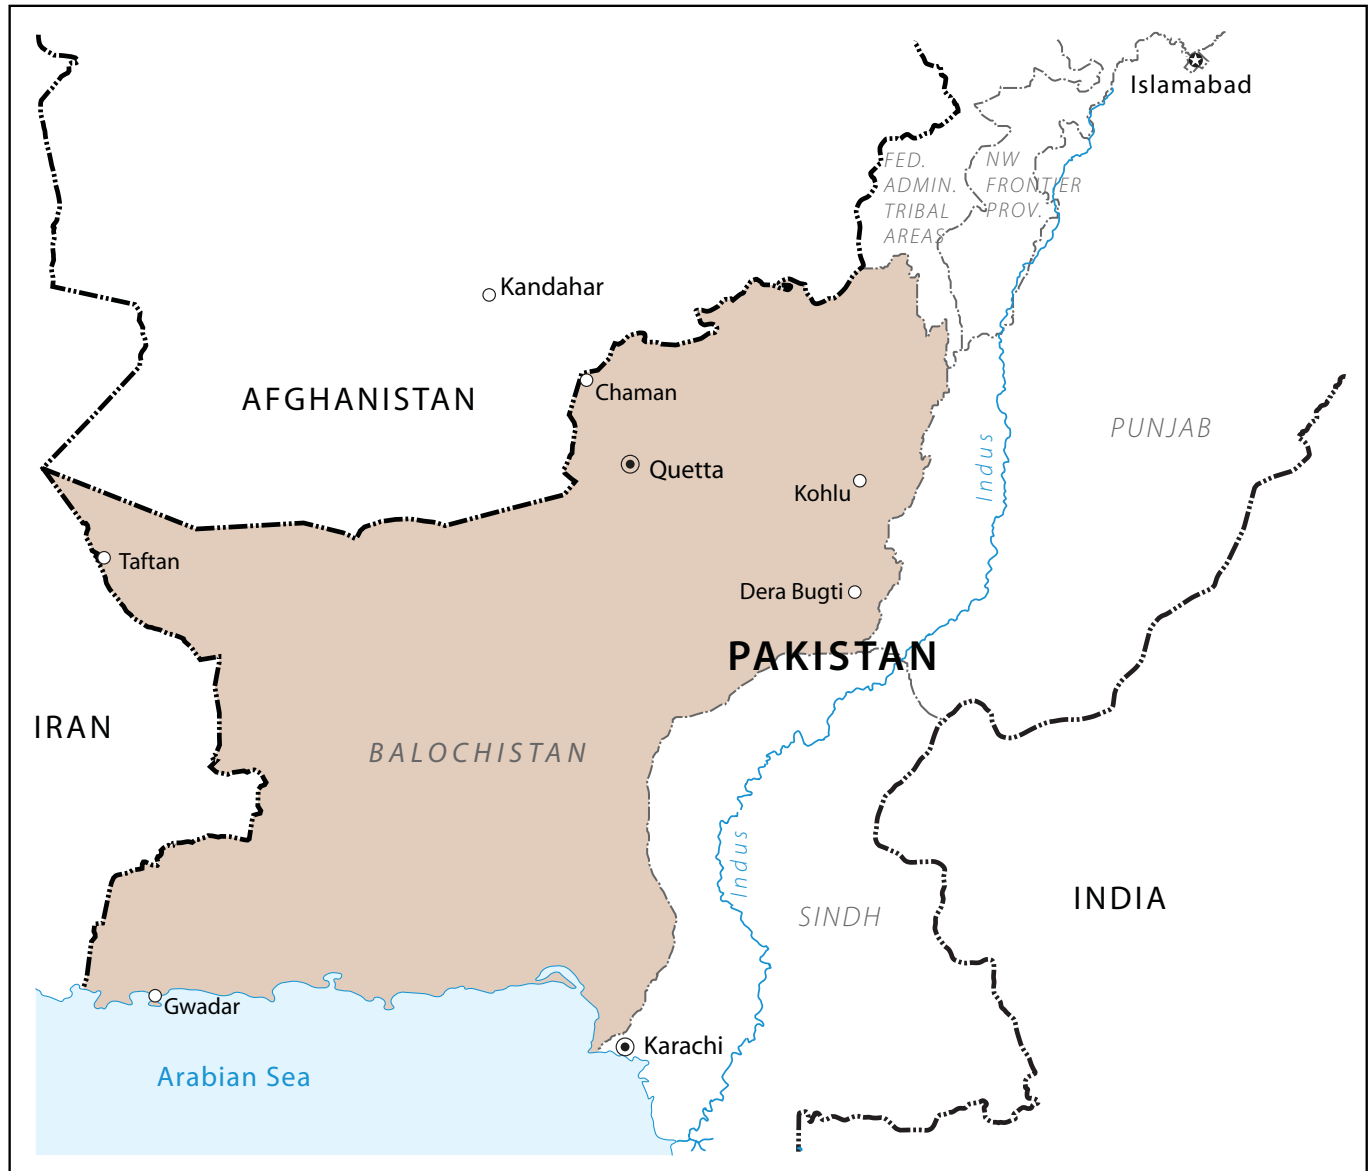 Islamabad
FED.
ADMIN.
TRIBAL
AREAS
NW
FRONTIER
PROV.
Kandahar
AFGHANISTAN
Chaman
PUNJAB
Indus
Quetta
Kohlu
Taftan
Dera Bugti
PAKISTAN
IRAN
BALOCHISTAN
Indus
SINDH
INDIA
Gwadar
Karachi
Arabian Sea